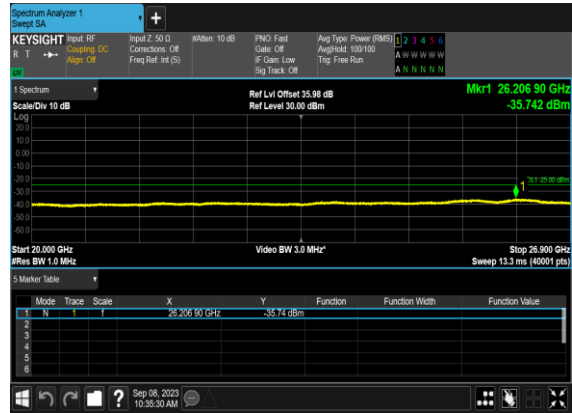 Spectrum Analyzer 1
Swept SA
KEYSIGHT Input: RF Input Z: 50 Ω #Atten: 10 dB PNO: Fast Avg Type: Power (RMS) 1 2 3 4 5 6
R T Coupling: DC Corrections: Off Gate: Off Avg|Hold: 100/100 A W W W W W
Align: Off Freq Ref: Int (S) IF Gain: Low Trig: Free Run
Sig Track: Off A N N N N N
1 Spectrum Ref Lvl Offset 35.98 dB Mkr1 26.206 90 GHz
Scale/Div 10 dB Ref Level 30.00 dBm -35.742 dBm
Log
20.0
10.0
0.00
-10.0
-20.0
DL1 -25.00 dBm
1
-30.0
-40.0
-50.0
-60.0
Start 20.000 GHz Video BW 3.0 MHz* Stop 26.900 GHz
#Res BW 1.0 MHz Sweep 13.3 ms (40001 pts)
5 Marker Table
Mode Trace Scale X Y Function Function Width Function Value
1 N 1 f 26.206 90 GHz -35.74 dBm
2
3
4
5
6
? Sep 08, 2023
10:35:30 AM